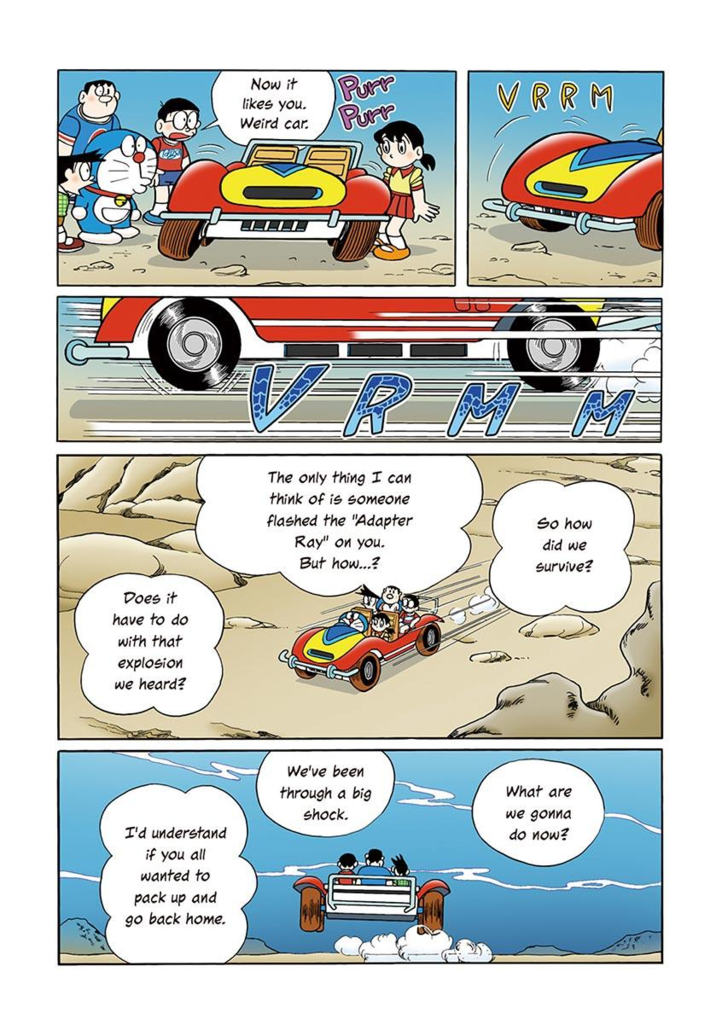 Now it
likes you.
Weird car.
Purr
Purr
VRRM
VRMM
The only thing I can
think of is someone
flashed the "Adapter
Ray" on you.
But how...?
So how
did we
survive?
Does it
have to do
with that
explosion
we heard?
We've been
through a big
shock.
What are
we gonna
do now?
I'd understand
if you all
wanted to
pack up and
go back home.